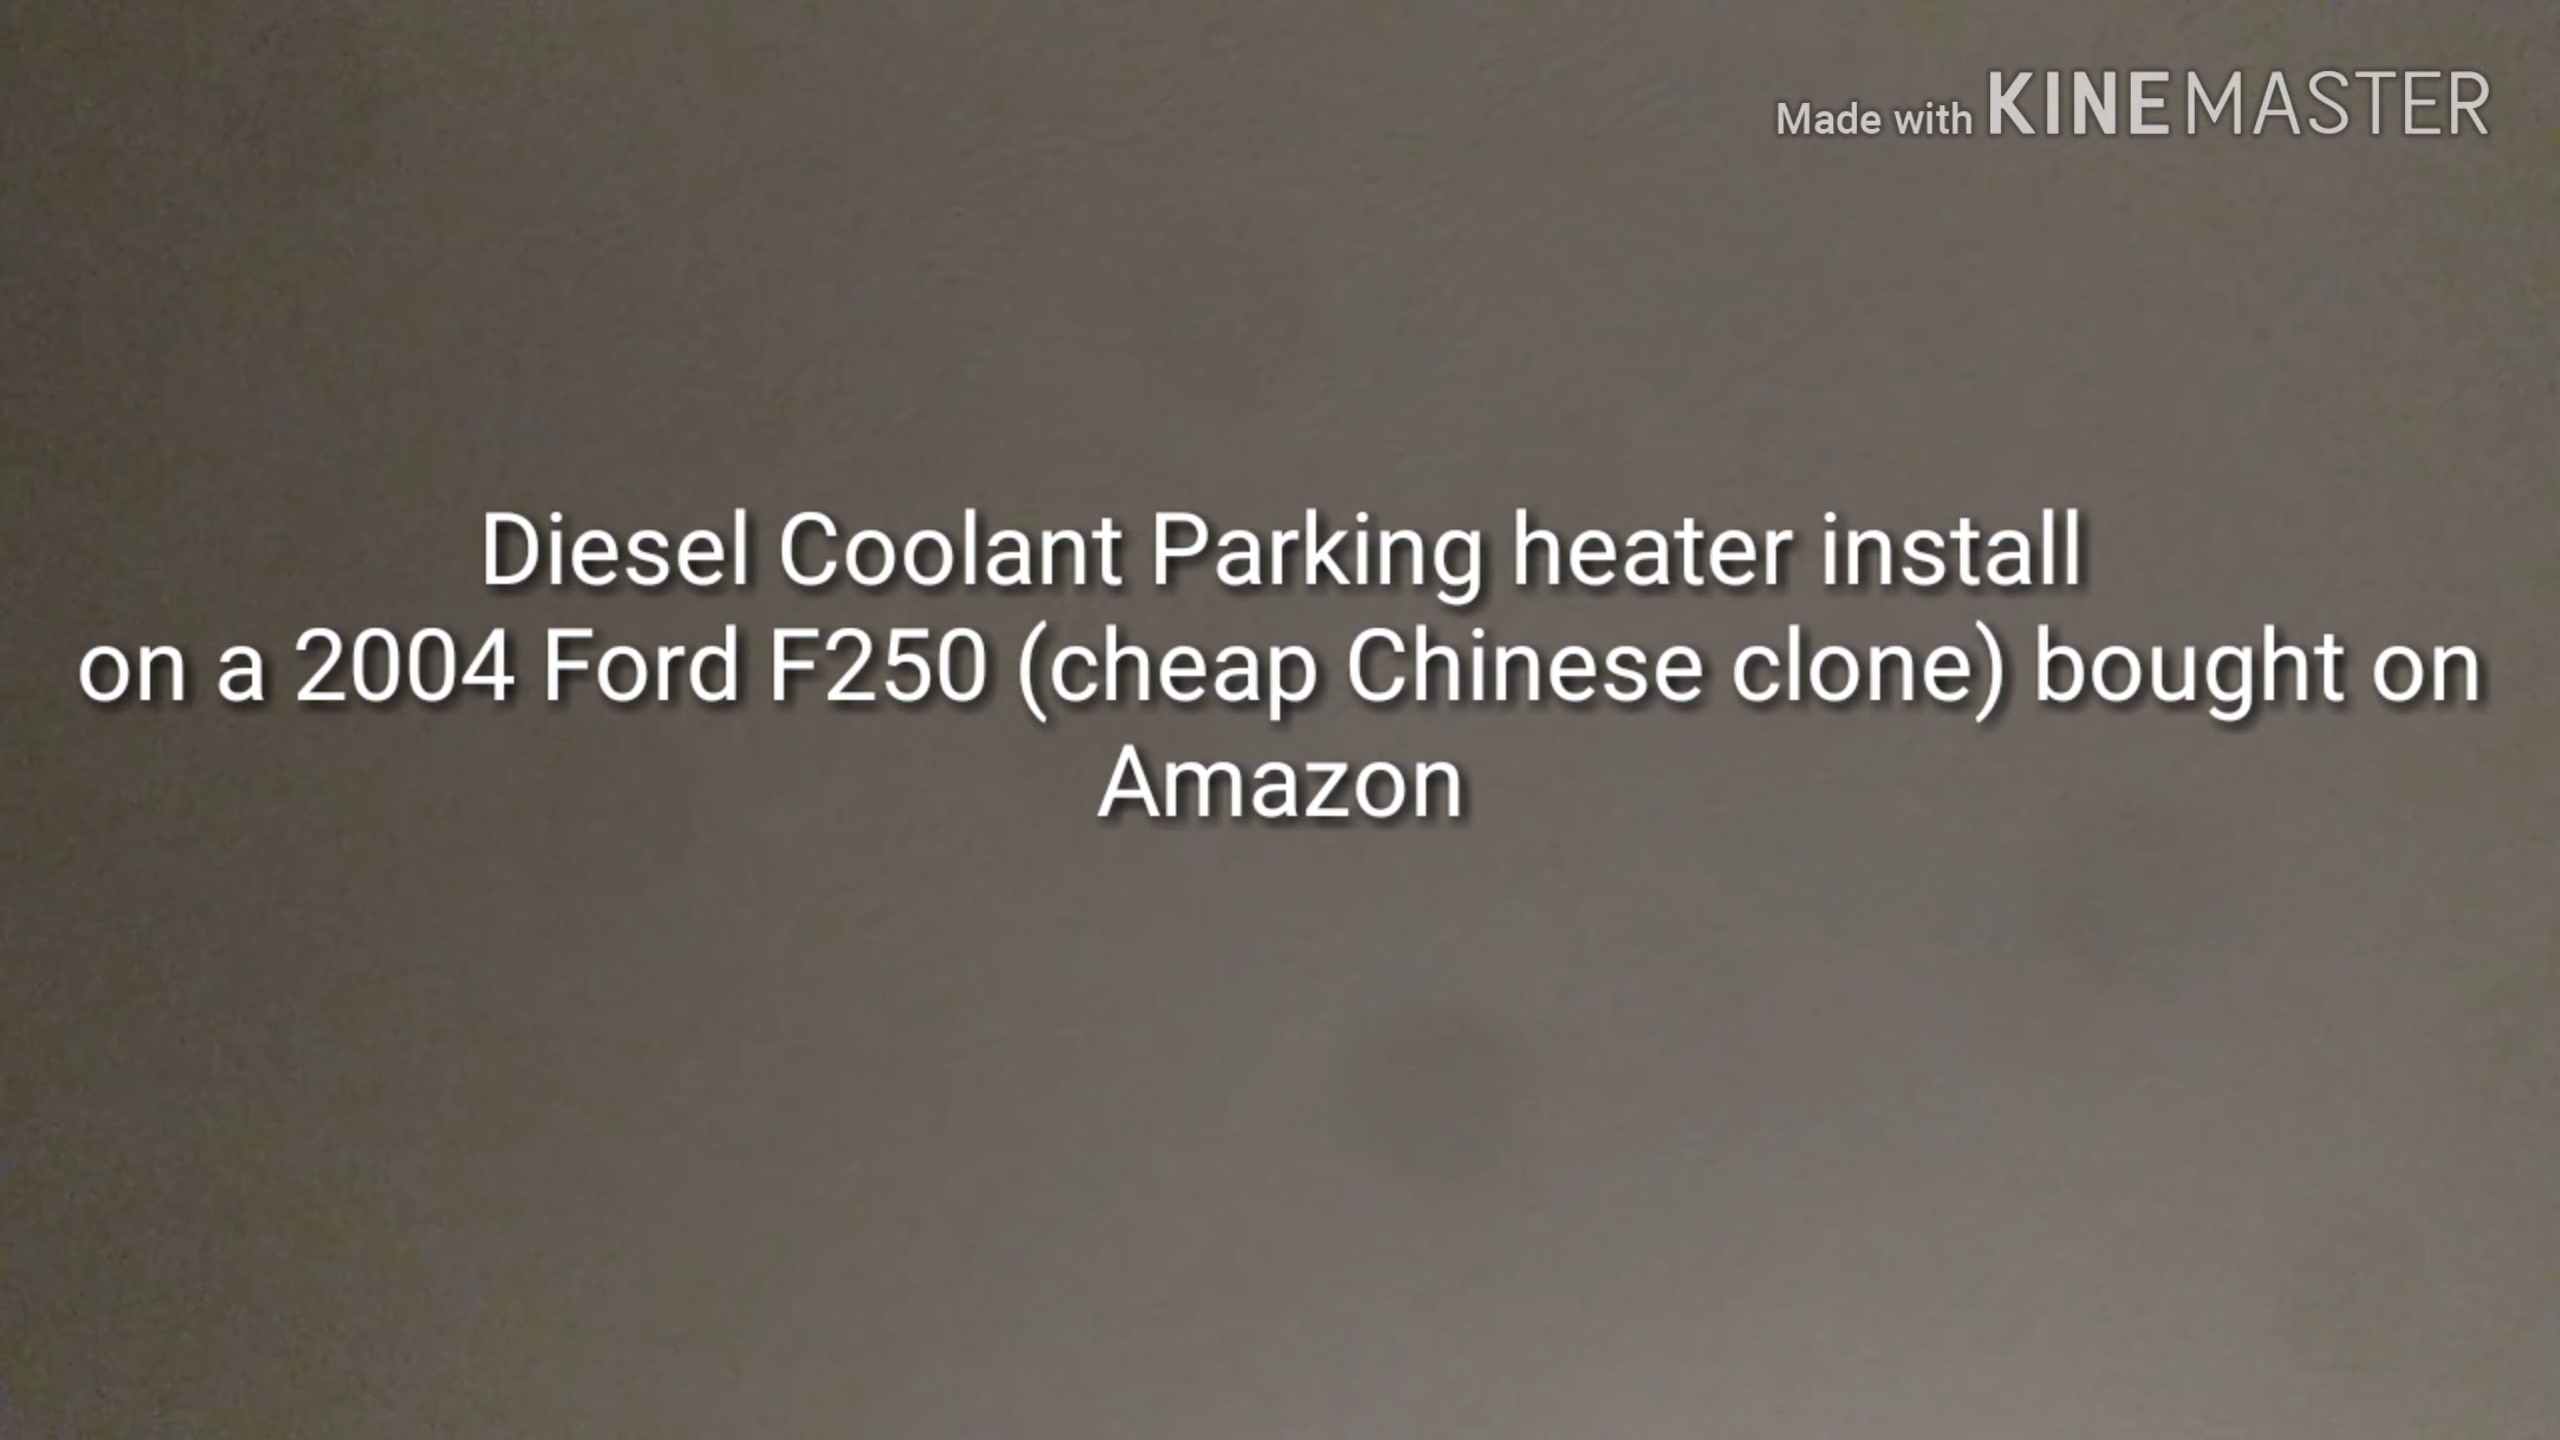 Made with KINEMASTER
Diesel Coolant Parking heater install
on a 2004 Ford F250 (cheap Chinese clone) bought on
Amazon